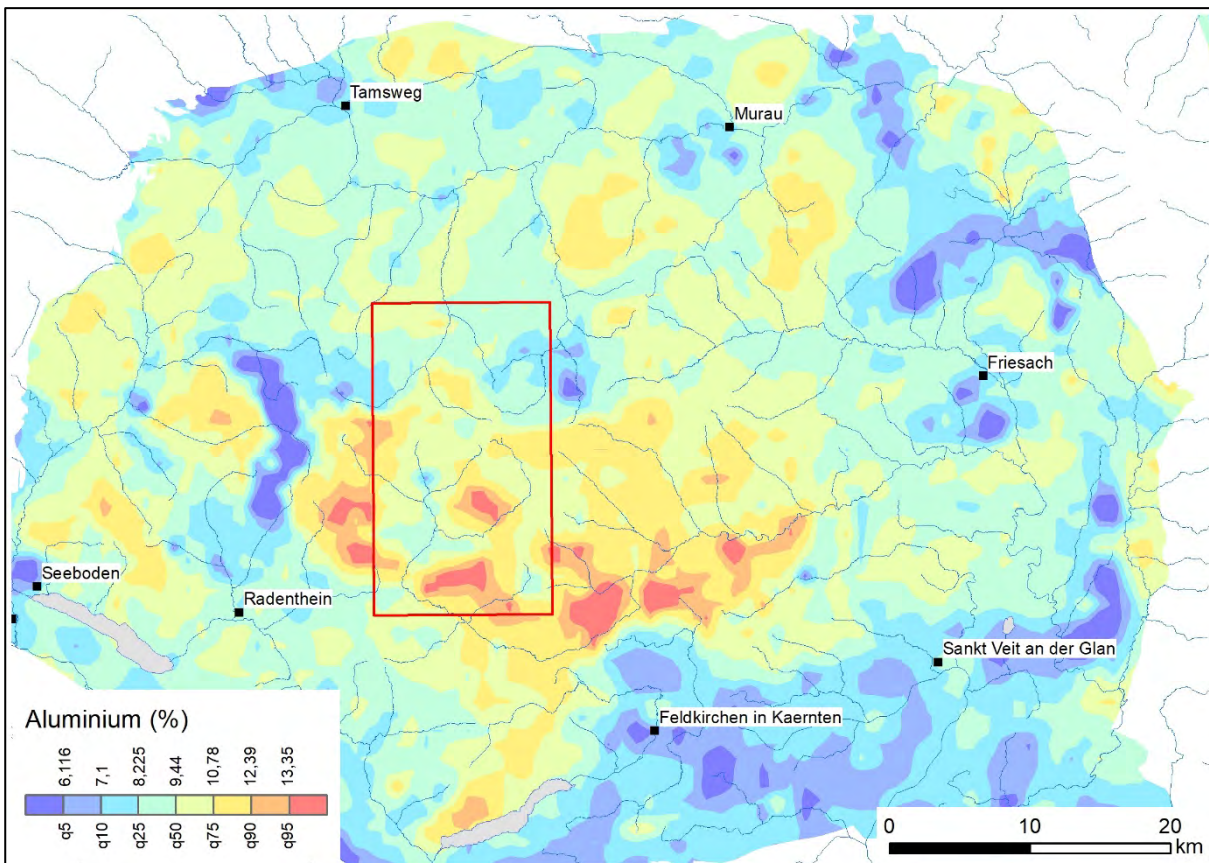 Tamsweg
Murau
Friesach
Seeboden
Radenthein
Sankt Veit an der Glan
Feldkirchen in Kaernten
Aluminium (%)
6,116 7,1 8,225 9,44 10,78 12,39 13,35
q5 q10 q25 q50 q75 q90 q95
0 10 20
km